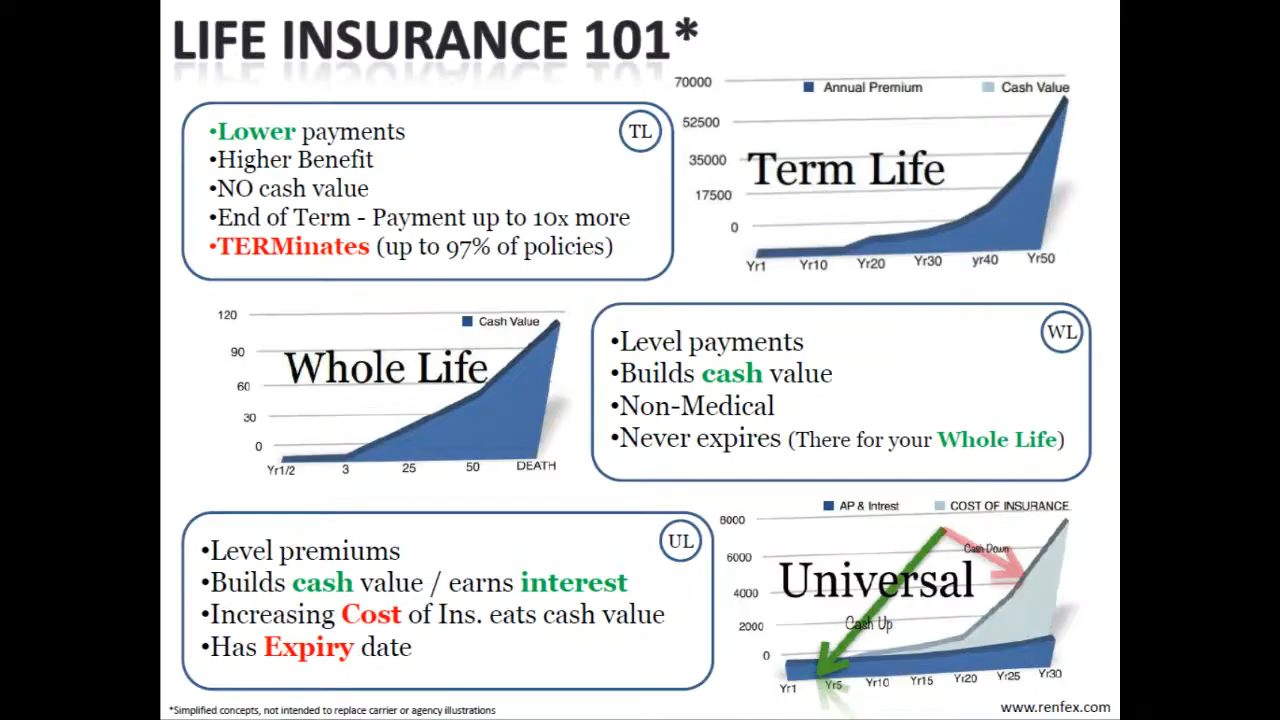 LIFE INSURANCE 101*
•Lower payments
•Higher Benefit
•NO cash value
•End of Term - Payment up to 10x more
•TERMinates (up to 97% of policies)
TL
70000
52500
35000
17500
0
Annual Premium
Cash Value
Term Life
Yr1 Yr10 Yr20 Yr30 yr40 Yr50
120
90
60
30
0
Cash Value
Whole Life
Yr1/2 3 25 50 DEATH
•Level payments
•Builds cash value
•Non-Medical
•Never expires (There for your Whole Life)
WL
•Level premiums
•Builds cash value / earns interest
•Increasing Cost of Ins. eats cash value
•Has Expiry date
UL
AP & Intrest
COST OF INSURANCE
8000
6000
4000
2000
0
Cash Down
Universal
Cash Up
Yr1 Yr5 Yr10 Yr15 Yr20 Yr25 Yr30
*Simplified concepts, not intended to replace carrier or agency illustrations
www.renfex.com